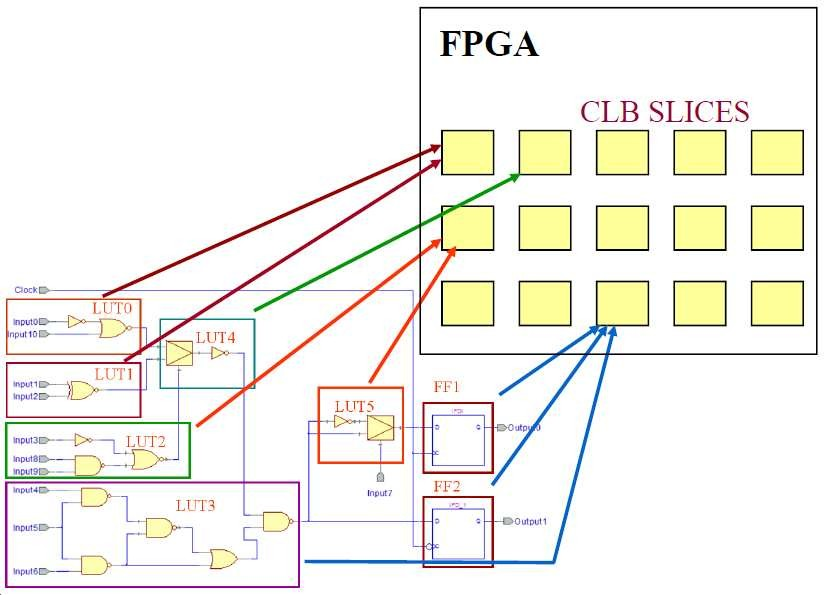 FPGA
CLB SLICES
Clock
LUT0
Input0
Input10
LUT4
LUT1
Input1
Input2
LUT2
Input3
Input8
Input9
LUT5
Input7
FF1
Output0
FF2
Output1
Input4
LUT3
Input5
Input6